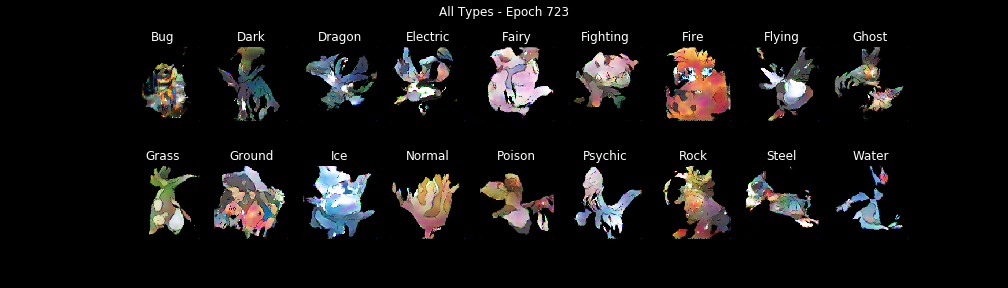 All Types - Epoch 723
Bug Dark Dragon Electric Fairy Fighting Fire Flying Ghost
Grass Ground Ice Normal Poison Psychic Rock Steel Water